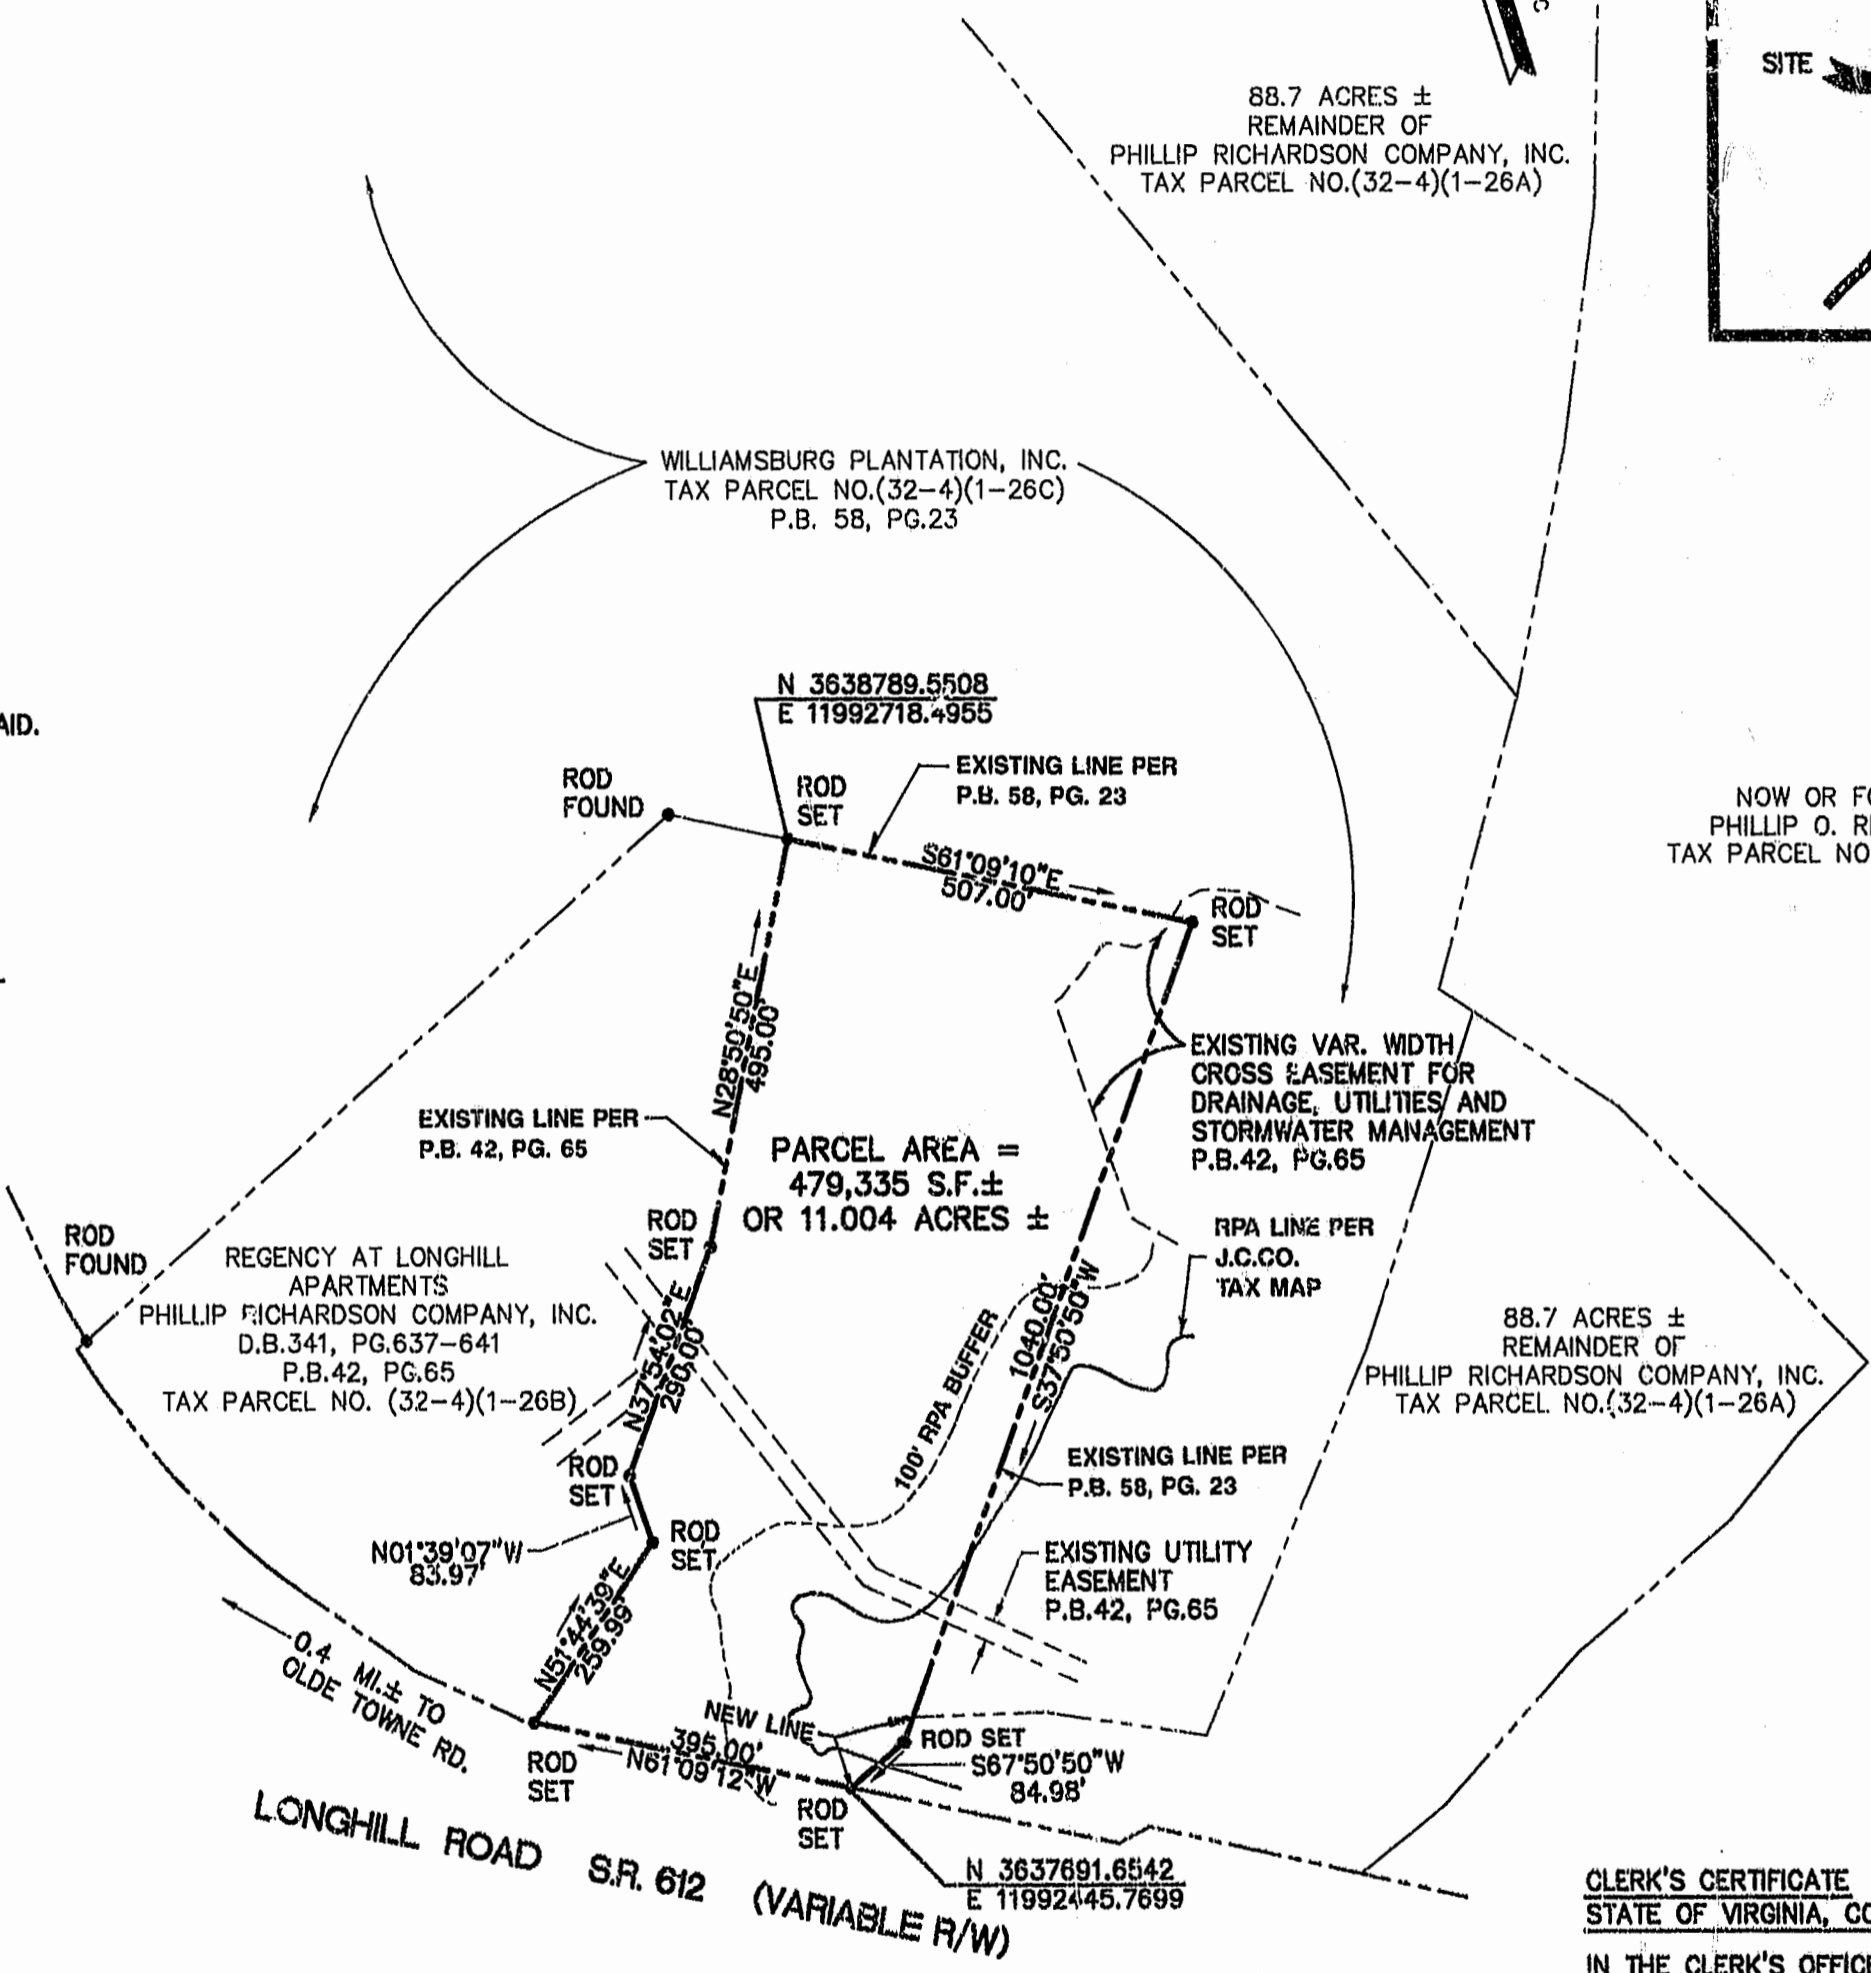 SITE
88.7 ACRES ±
REMAINDER OF
PHILLIP RICHARDSON COMPANY, INC.
TAX PARCEL NO.(32-4)(1-26A)
WILLIAMSBURG PLANTATION, INC.
TAX PARCEL NO.(32-4)(1-26C)
P.B. 58, PG.23
N 3638789.5508
E 11992718.4955
AID.
ROD
FOUND
ROD
SET
EXISTING LINE PER
P.B. 58, PG. 23
NOW OR
PHILLIP O.
TAX PARCEL NO
S61°09'10"E
507.00'
ROD
SET
N28°50'50"E
495.00'
EXISTING VAR. WIDTH
CROSS EASEMENT FOR
DRAINAGE, UTILITIES AND
STORMWATER MANAGEMENT
P.B.42, PG.65
EXISTING LINE PER
P.B. 42, PG. 65
PARCEL AREA =
479,335 S.F.±
OR 11.004 ACRES ±
ROD
SET
RPA LINE PER
J.C.CO.
TAX MAP
ROD
FOUND
REGENCY AT LONGHILL
APARTMENTS
PHILLIP RICHARDSON COMPANY, INC.
D.B.341, PG.637-641
P.B.42, PG.65
TAX PARCEL NO. (32-4)(1-26B)
N37°54'02"E
290.00'
100' RPA BUFFER
1040.00'
S37°50'50"W
88.7 ACRES ±
REMAINDER OF
PHILLIP RICHARDSON COMPANY, INC.
TAX PARCEL NO.(32-4)(1-26A)
ROD
SET
EXISTING LINE PER
P.B. 58, PG. 23
ROD
SET
N01°39'07"W
83.97'
EXISTING UTILITY
EASEMENT
P.B.42, PG.65
N51°44'39"E
259.99'
0.4 MI.± TO
OLDE TOWNE RD.
NEW LINE
395.00'
N61°09'12"W
ROD SET
S67°50'50"W
84.98'
ROD
SET
ROD
SET
LONGHILL ROAD S.R. 612 (VARIABLE R/W)
N 3637691.6542
E 11992445.7699
CLERK'S CERTIFICATE
STATE OF VIRGINIA,
IN THE CLERK'S